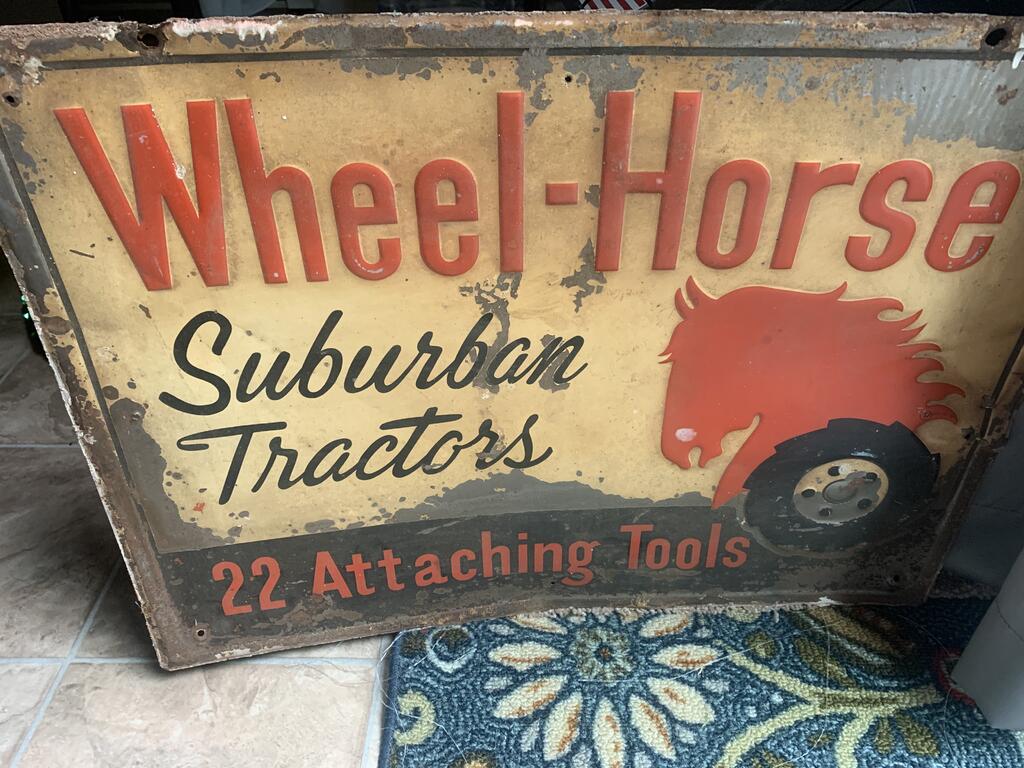 Wheel-Horse
Suburban
Tractors
22 Attaching Tools